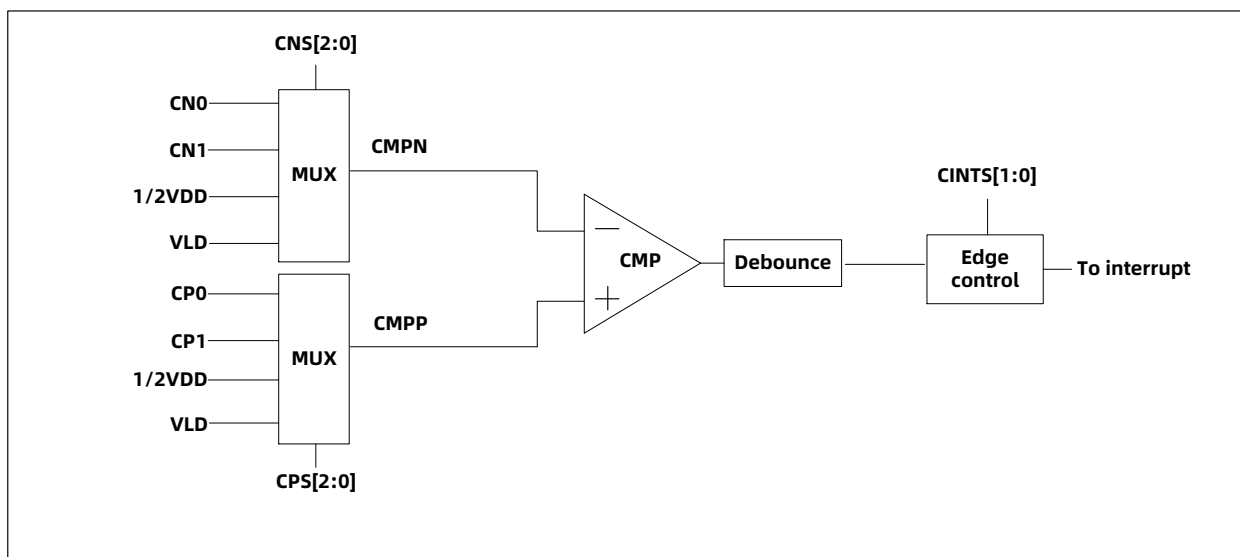 CNS[2:0]
CN0
CN1
1/2VDD
VLD
MUX
CMPN
CP0
CP1
1/2VDD
VLD
MUX
CMPP
CPS[2:0]
CMP
Debounce
CINTS[1:0]
Edge
control
To interrupt